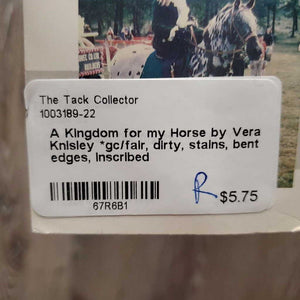 The Tack Collector
1003189-22
A Kingdom for my Horse by Vera
Knisley *gc/fair, dirty, stains, bent
edges, inscribed
67R6B1
R $5.75